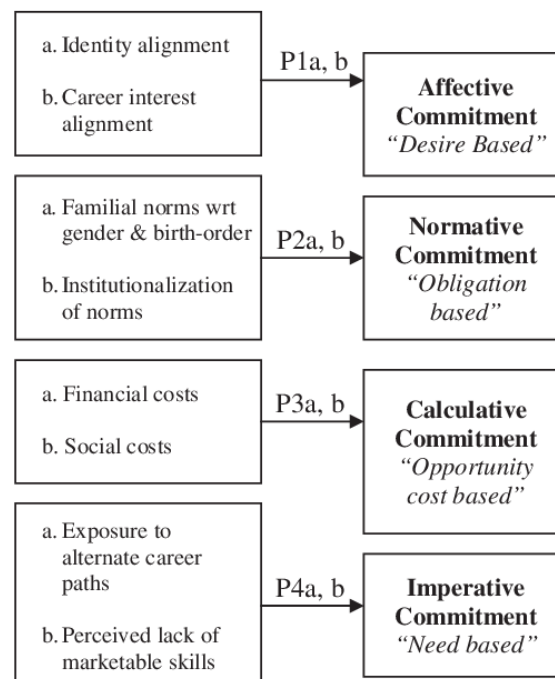 a. Identity alignment
b. Career interest
alignment
P1a, b
Affective
Commitment
“Desire Based”
a. Familial norms wrt
gender & birth-order
b. Institutionalization
of norms
P2a, b
Normative
Commitment
“Obligation
based”
a. Financial costs
b. Social costs
P3a, b
Calculative
Commitment
“Opportunity
cost based”
a. Exposure to
alternate career
paths
b. Perceived lack of
marketable skills
P4a, b
Imperative
Commitment
“Need based”